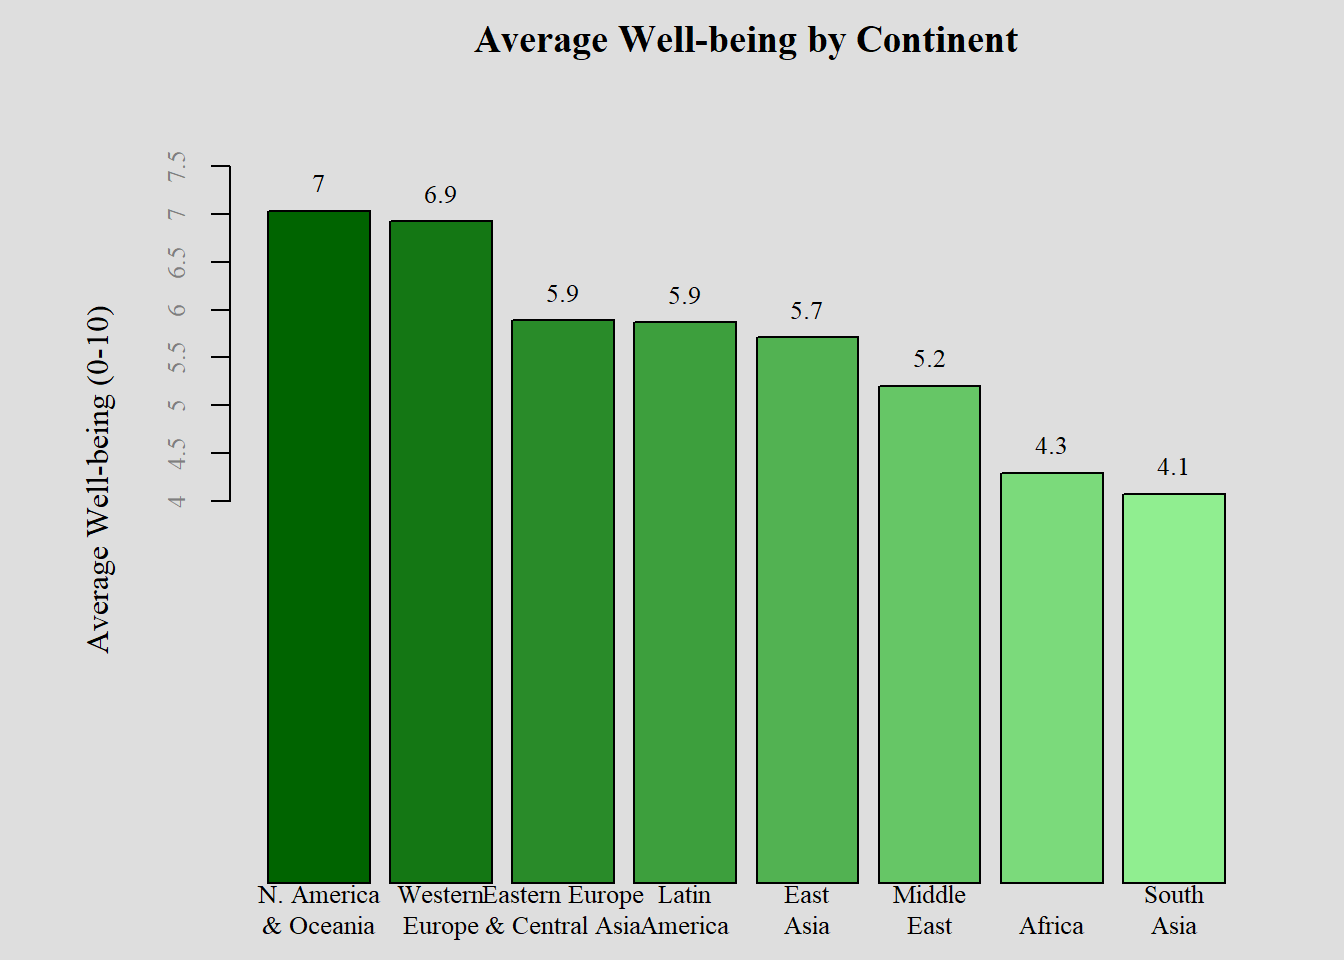 Average Well-being by Continent
Average Well-being (0-10)
7.5
7
6.5
6
5.5
5
4.5
4
7
6.9
5.9
5.9
5.7
5.2
4.3
4.1
N. America
& Oceania
Western
Europe
Eastern Europe
& Central Asia
Latin
America
East
Asia
Middle
East
Africa
South
Asia